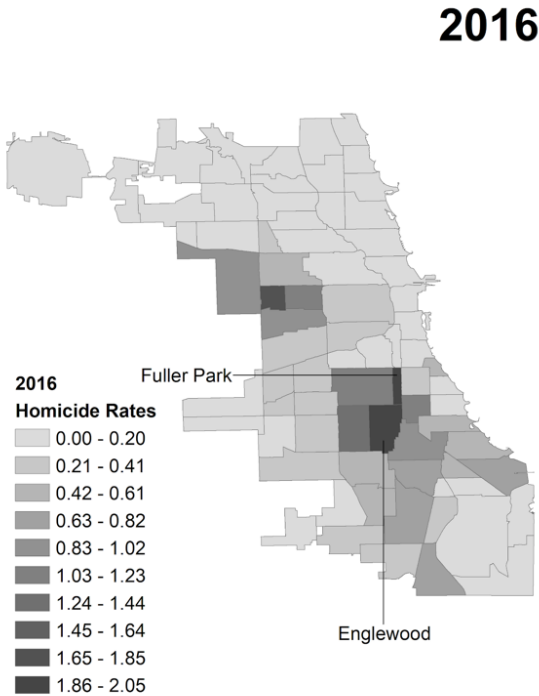 2016
Fuller Park
2016
Homicide Rates
0.00 - 0.20
0.21 - 0.41
0.42 - 0.61
0.63 - 0.82
0.83 - 1.02
1.03 - 1.23
1.24 - 1.44
1.45 - 1.64
1.65 - 1.85
1.86 - 2.05
Englewood